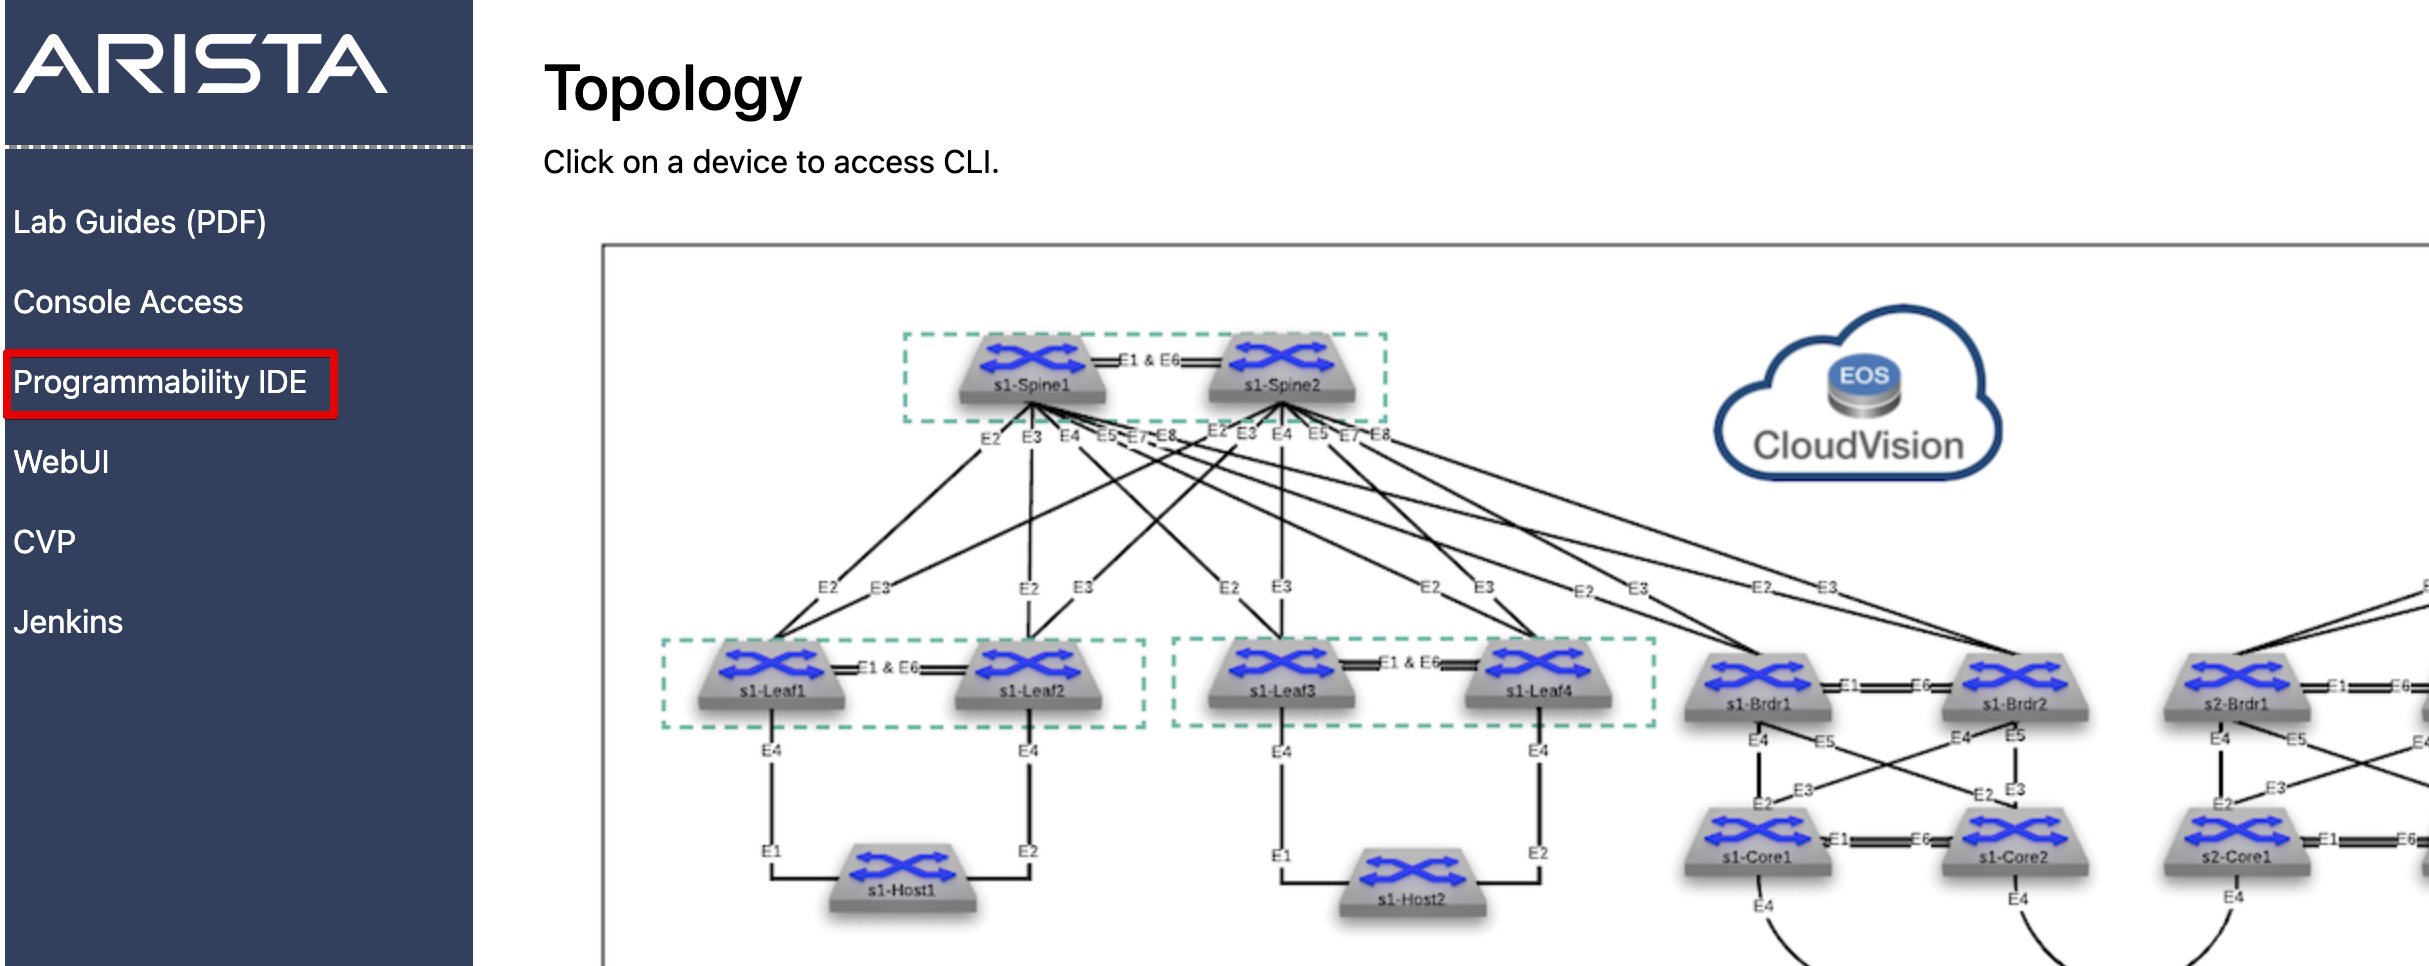 ARISTA
Topology
Click on a device to access CLI.
Lab Guides (PDF)
Console Access
Programmability IDE
WebUI
CVP
Jenkins
s1-Spine1
E1 & E6
s1-Spine2
EOS
CloudVision
E2 E3 E4 E5 E7 E8 E2 E3 E4 E5 E7 E8
E2 E3 E2 E3 E2 E3 E2 E3 E2 E3 E2 E3
s1-Leaf1
E1 & E6
s1-Leaf2
s1-Leaf3
E1 & E6
s1-Leaf4
s1-Brdr1
E1 E6
s1-Brdr2
s2-Brdr1
E1 E6
E4 E4 E4 E4
E4 E5 E4 E5 E4 E5 E4
E2 E3 E2 E3 E2 E3
E1 E2 E1 E2
s1-Host1
s1-Host2
s1-Core1
E1 E6
s1-Core2
s2-Core1
E1 E6
E4 E4 E4